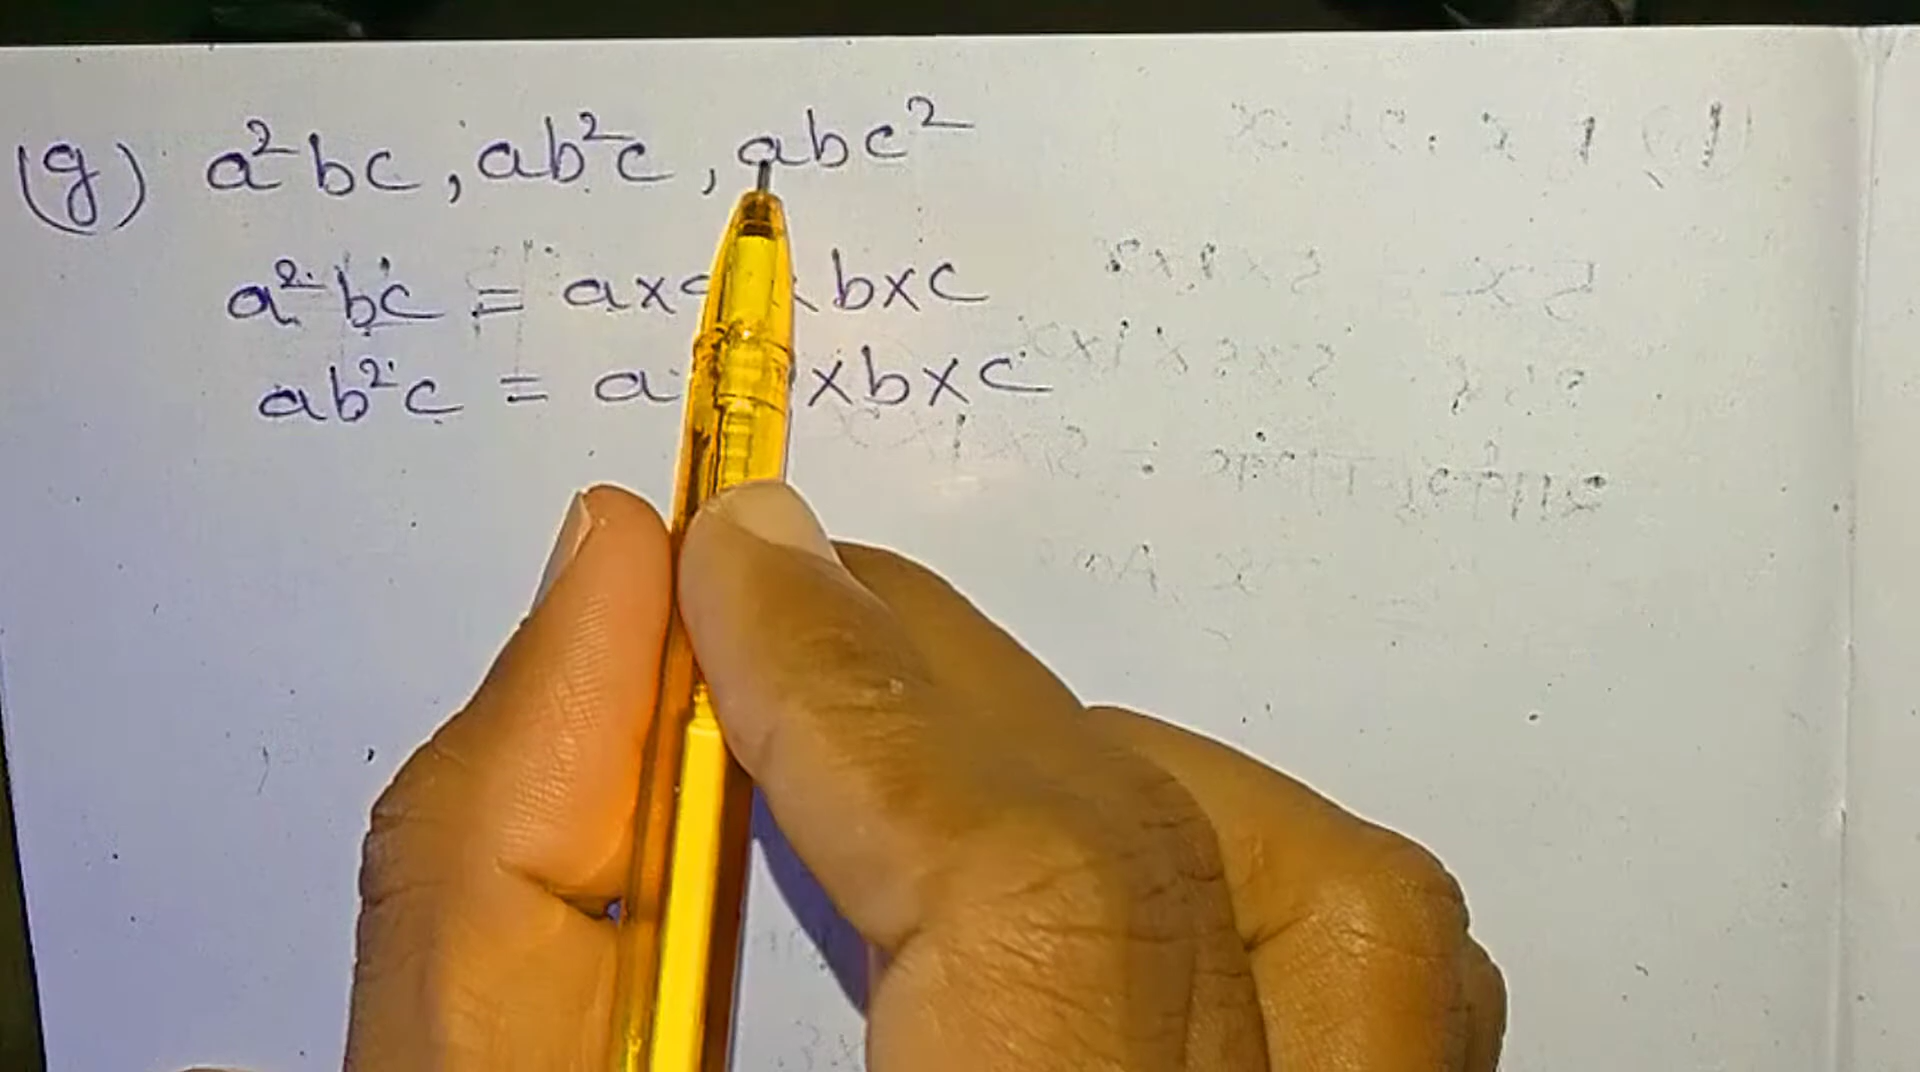 (g) a²bc, ab²c, abc²
a²bc = a×a×b×c
ab²c = a ×b×c